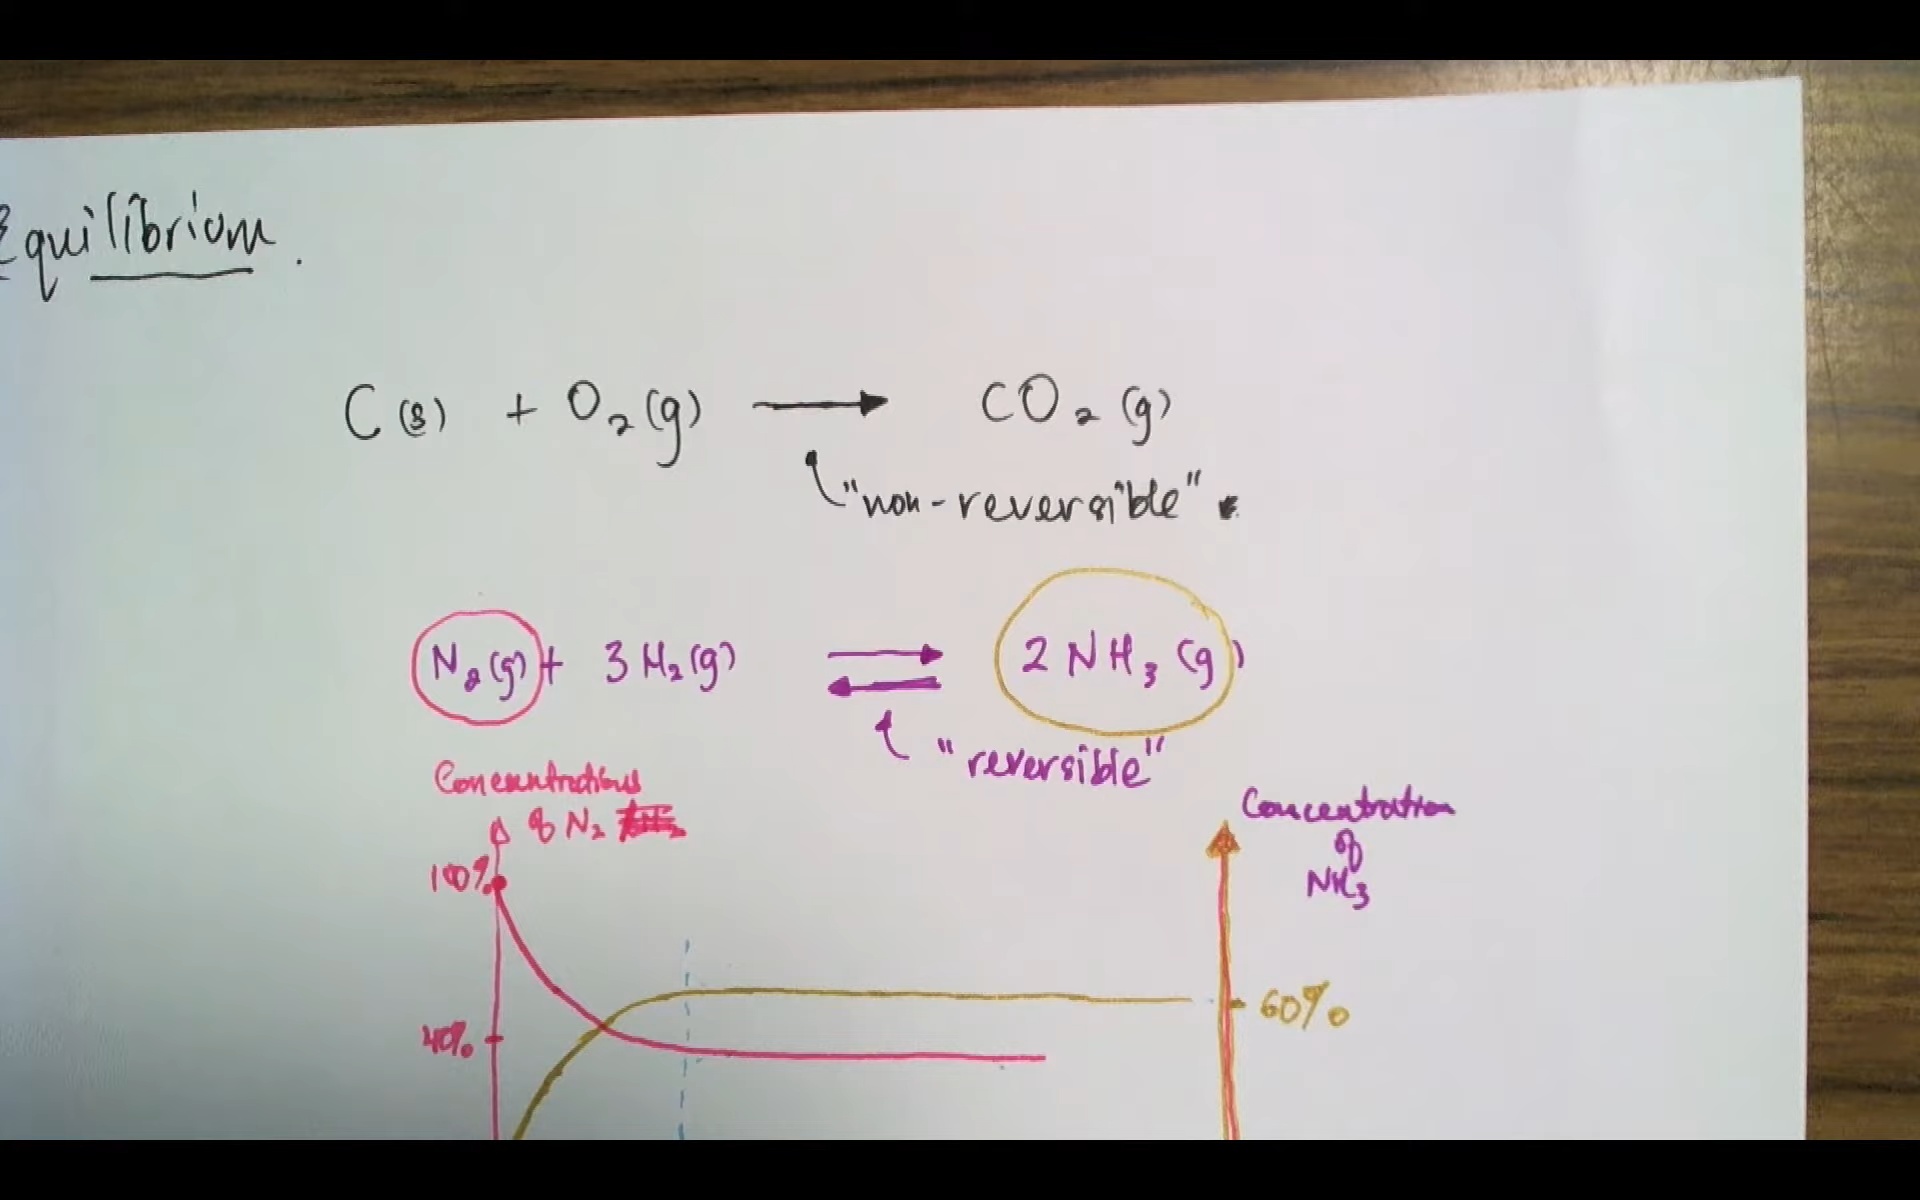 Equilibrium.
C(s) + O₂(g) → CO₂(g)
"non-reversible"
N₂(g) + 3H₂(g) ⇌ 2NH₃(g)
"reversible"
Concentrations
of N₂
Concentration
of
NH₃
100%
40%
60%